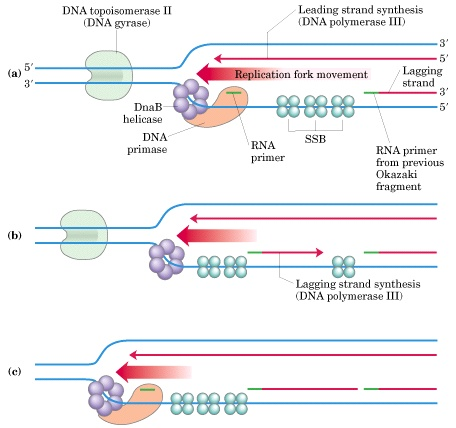 DNA topoisomerase II
(DNA gyrase)
Leading strand synthesis
(DNA polymerase III)
3′
5′
(a)
5′
3′
Replication fork movement
Lagging
strand
3′
5′
DnaB
helicase
DNA
primase
RNA
primer
SSB
RNA primer
from previous
Okazaki
fragment
(b)
Lagging strand synthesis
(DNA polymerase III)
(c)